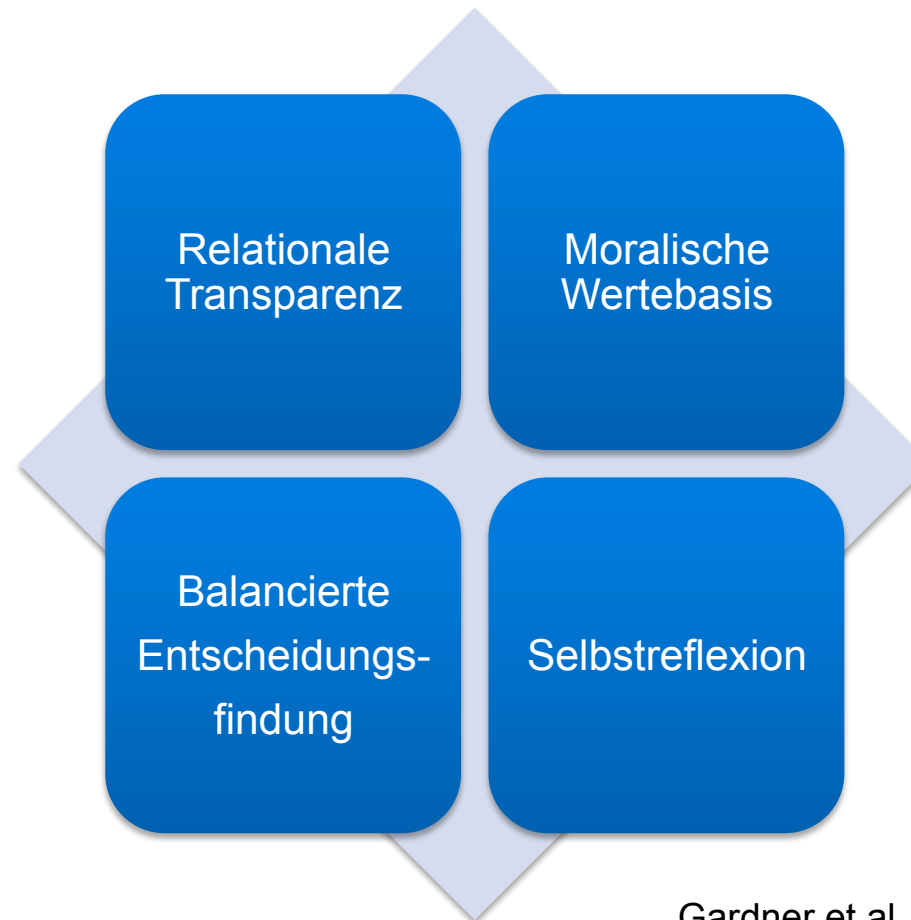 Relationale
Transparenz
Moralische
Wertebasis
Balancierte
Entscheidungs-
findung
Selbstreflexion
Gardner et al